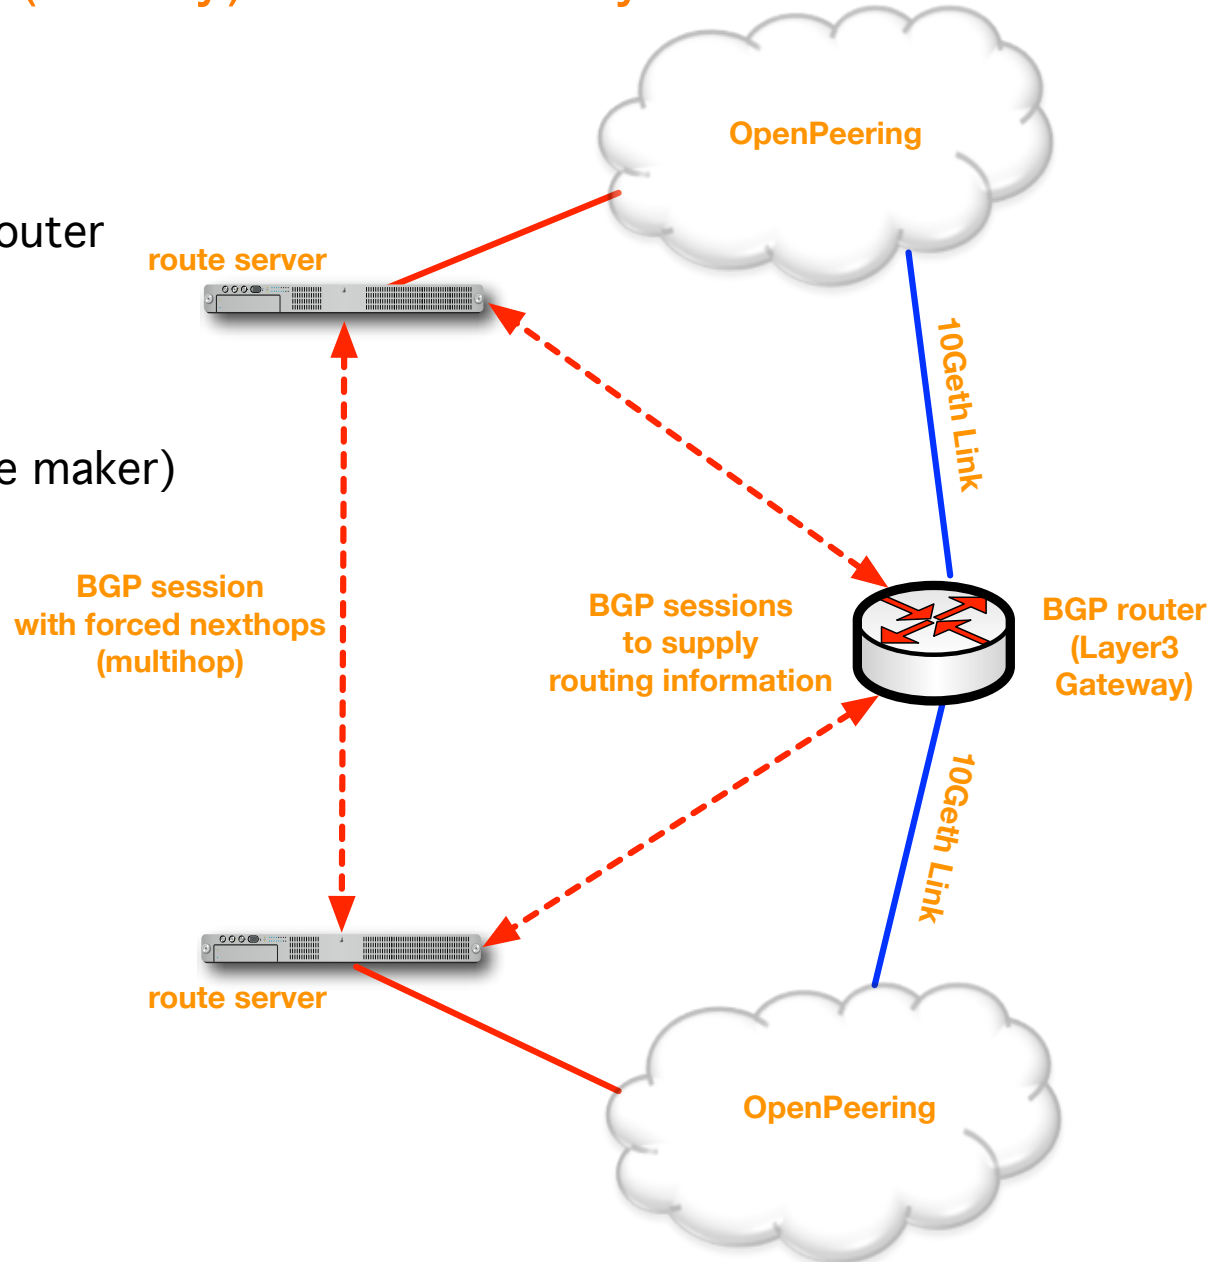 OpenPeering
outer
route server
10Geth Link
e maker)
BGP session
with forced nexthops
(multihop)
BGP sessions
to supply
routing information
BGP router
(Layer3
Gateway)
10Geth Link
route server
OpenPeering